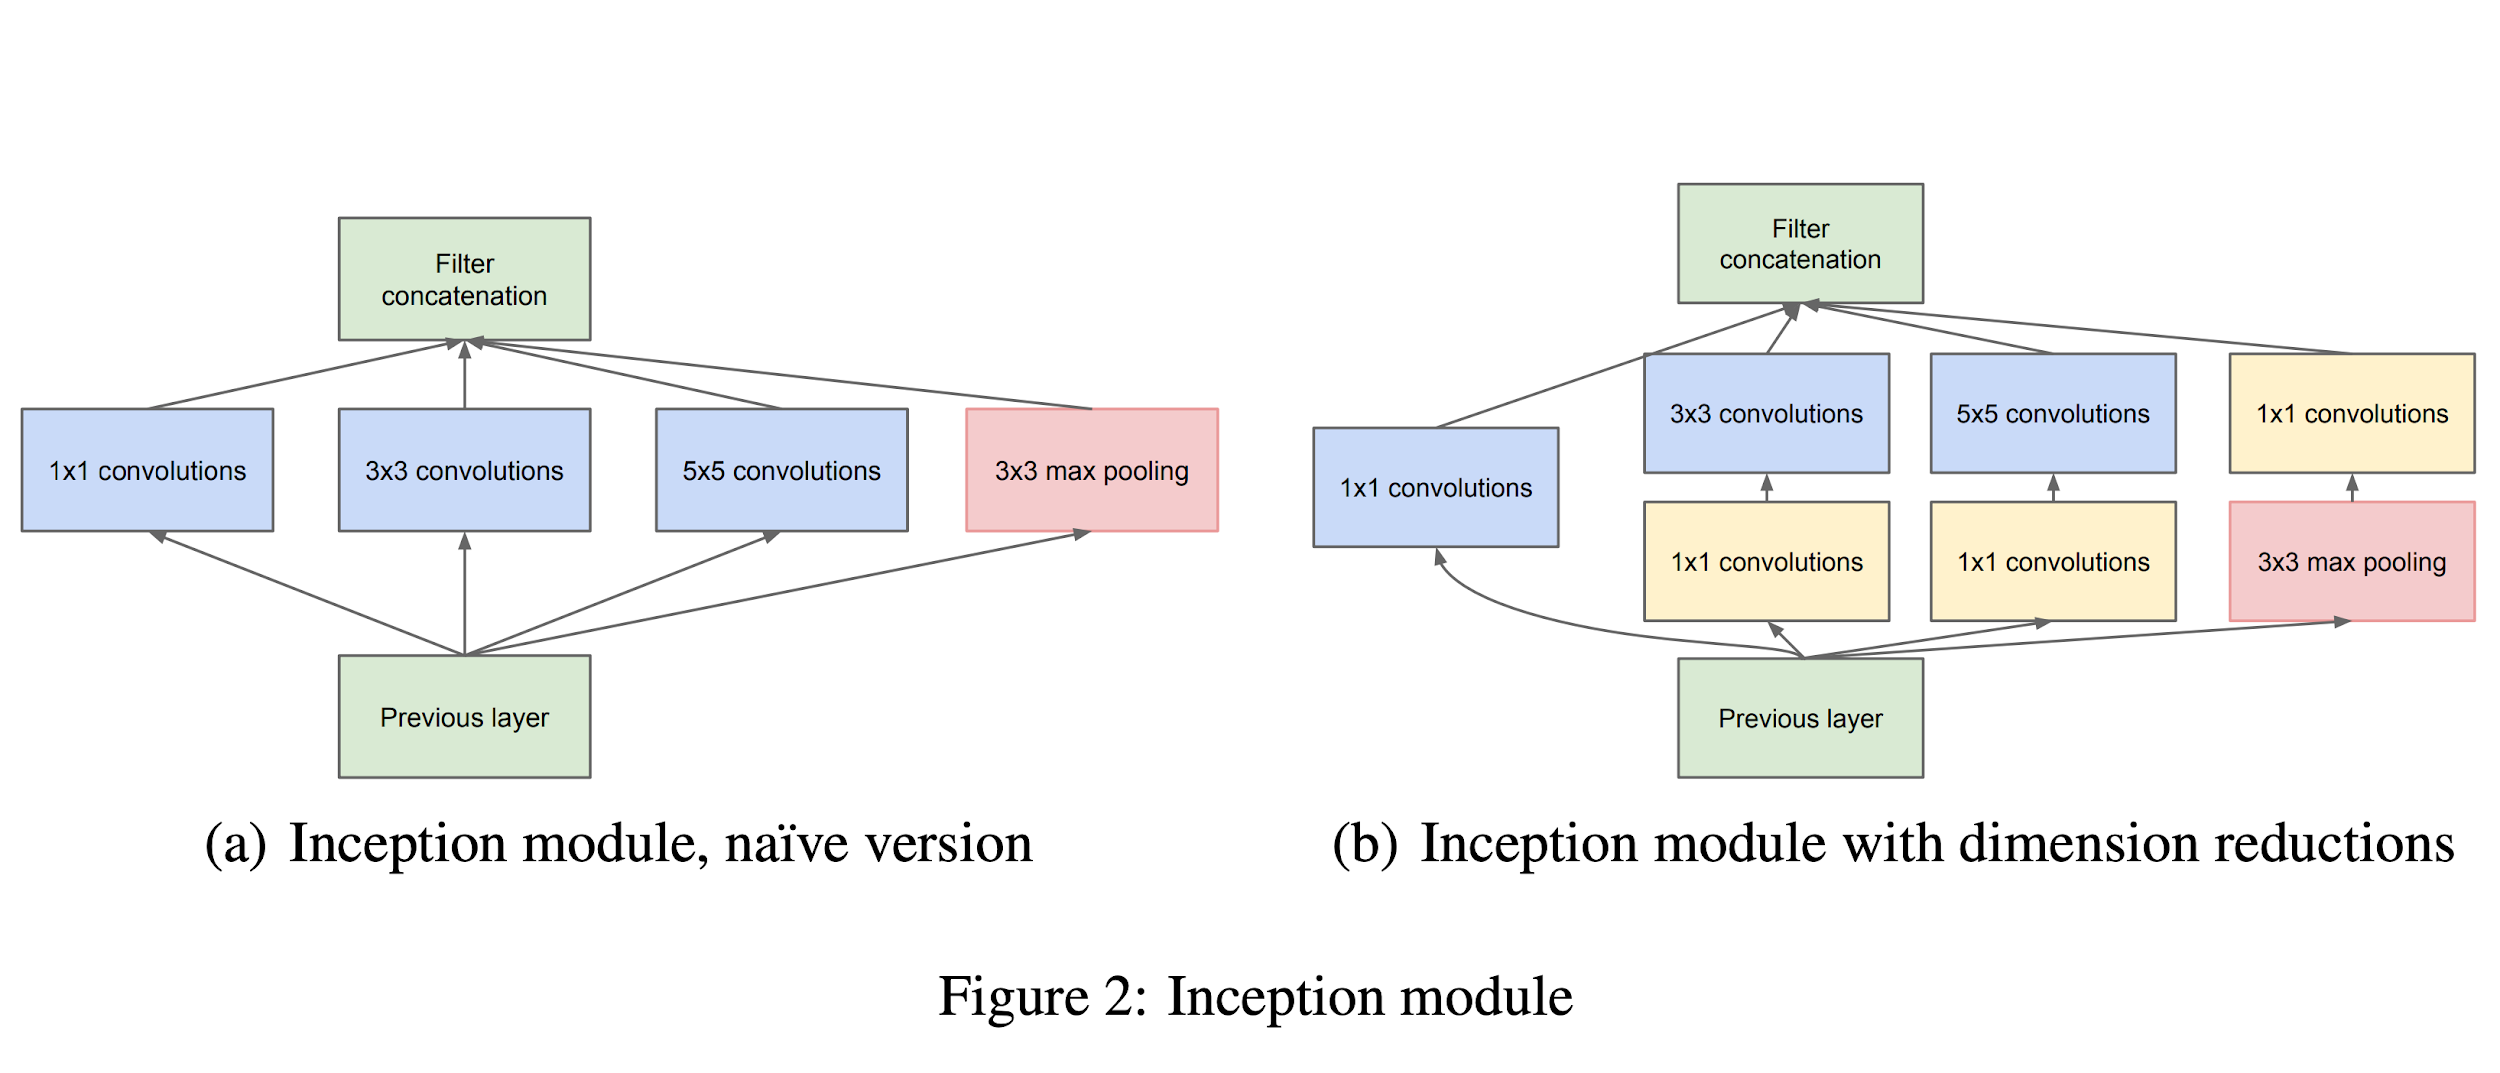 Filter
concatenation
1x1 convolutions
3x3 convolutions
5x5 convolutions
3x3 max pooling
Previous layer
(a) Inception module, naïve version
Filter
concatenation
3x3 convolutions
5x5 convolutions
1x1 convolutions
1x1 convolutions
1x1 convolutions
1x1 convolutions
3x3 max pooling
Previous layer
(b) Inception module with dimension reductions
Figure 2: Inception module